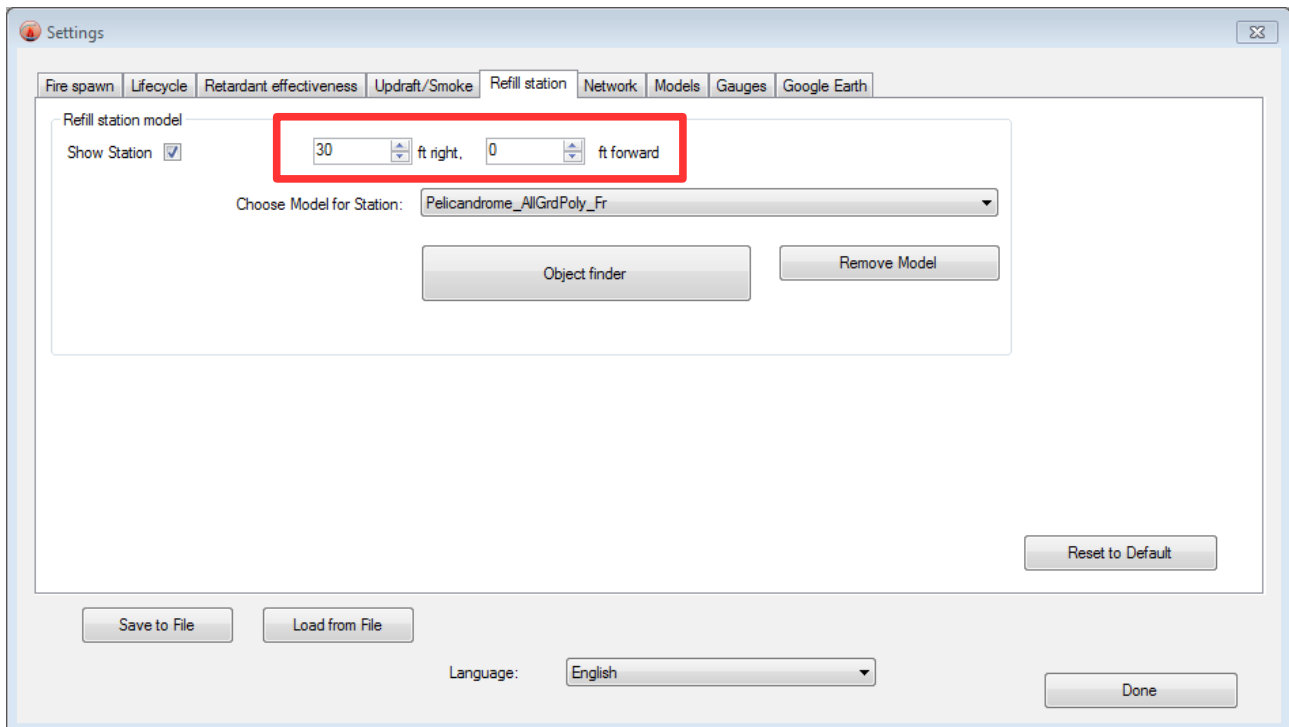 Settings
Fire spawn Lifecycle Retardant effectiveness Updraft/Smoke Refill station Network Models Gauges Google Earth
Refill station model
Show Station 30 ft right, 0 ft forward
Choose Model for Station: Pelicandrome_AllGrdPoly_Fr
Object finder Remove Model
Reset to Default
Save to File Load from File
Language: English
Done